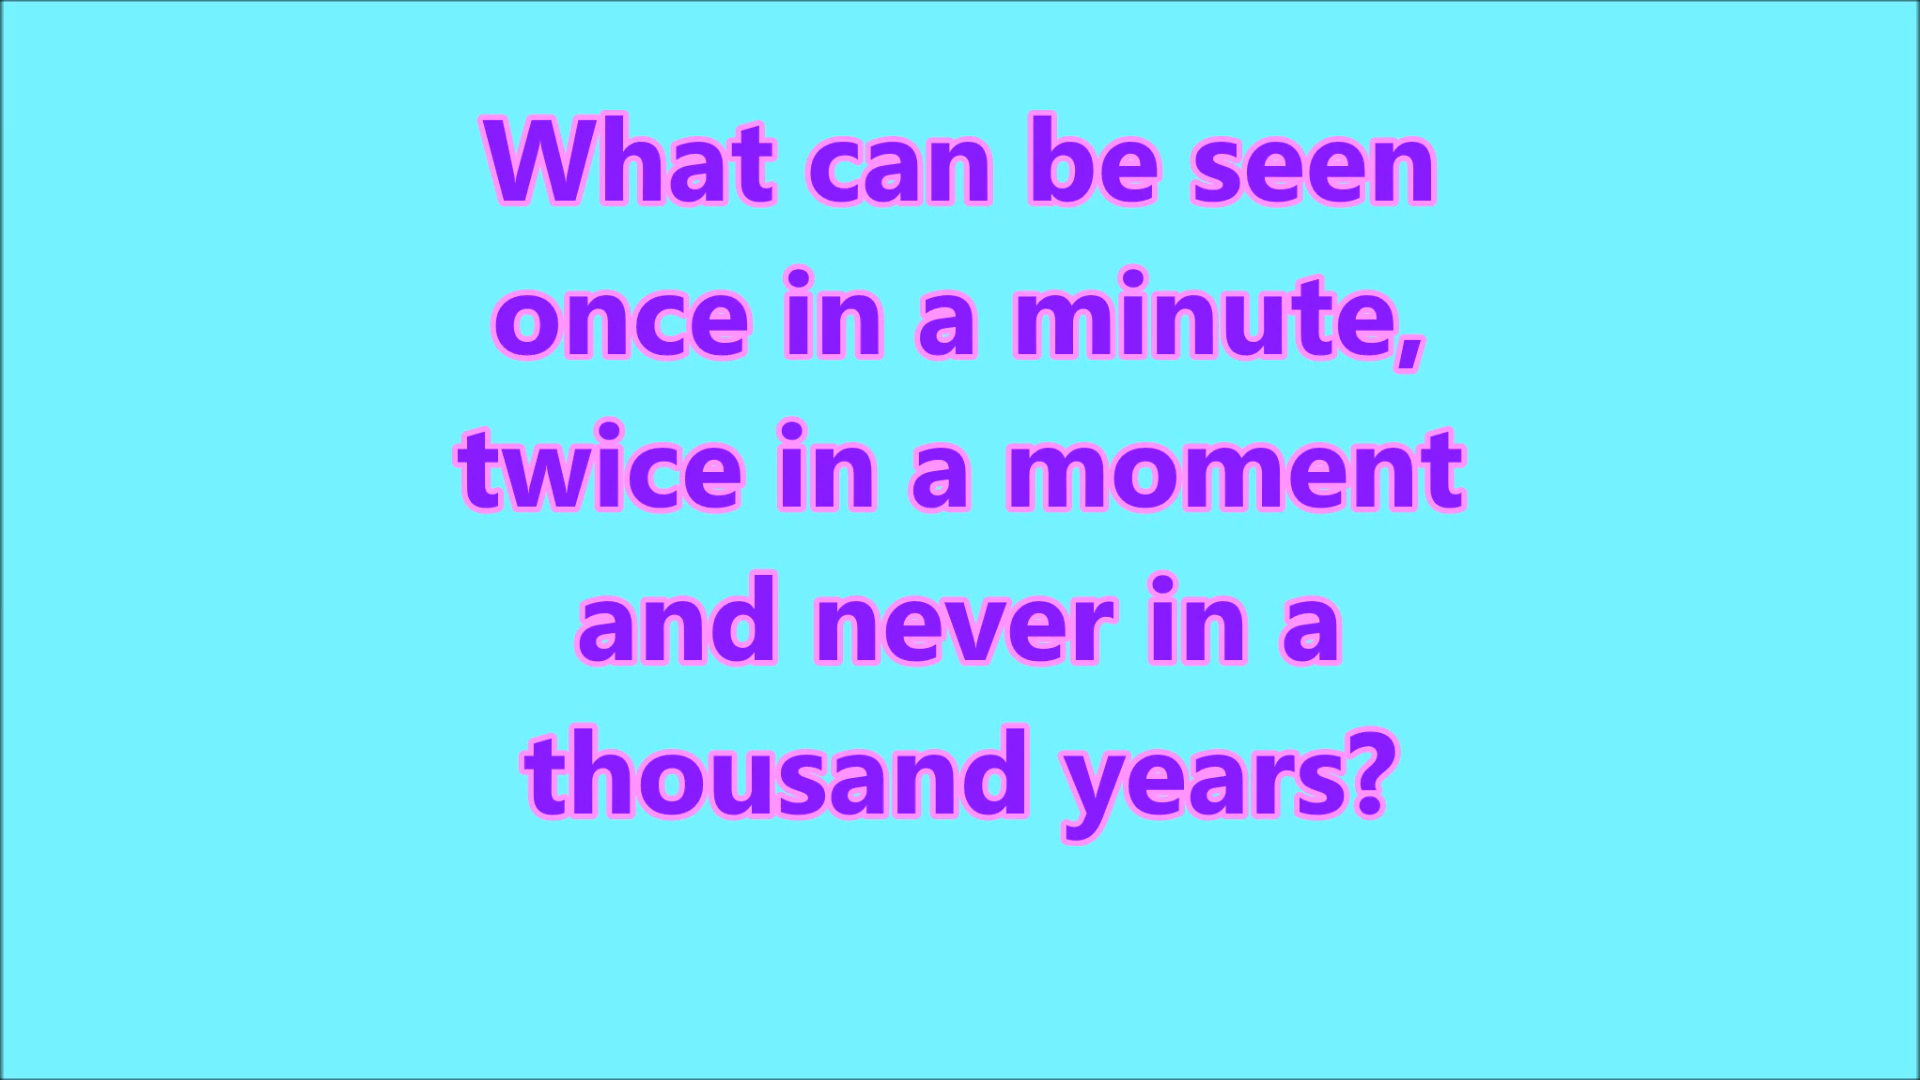 What can be seen
once in a minute,
twice in a moment
and never in a
thousand years?